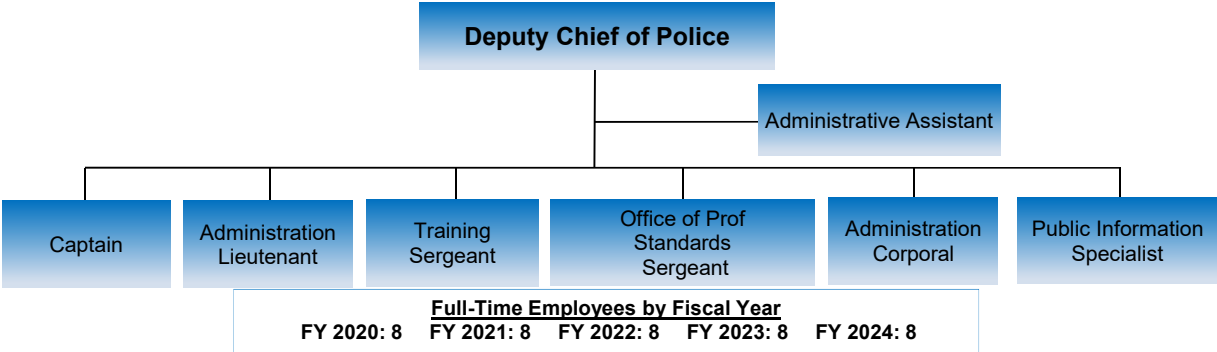 Deputy Chief of Police
Administrative Assistant
Captain
Administration
Lieutenant
Training
Sergeant
Office of Prof
Standards
Sergeant
Administration
Corporal
Public Information
Specialist
Full-Time Employees by Fiscal Year
FY 2020: 8 FY 2021: 8 FY 2022: 8 FY 2023: 8 FY 2024: 8